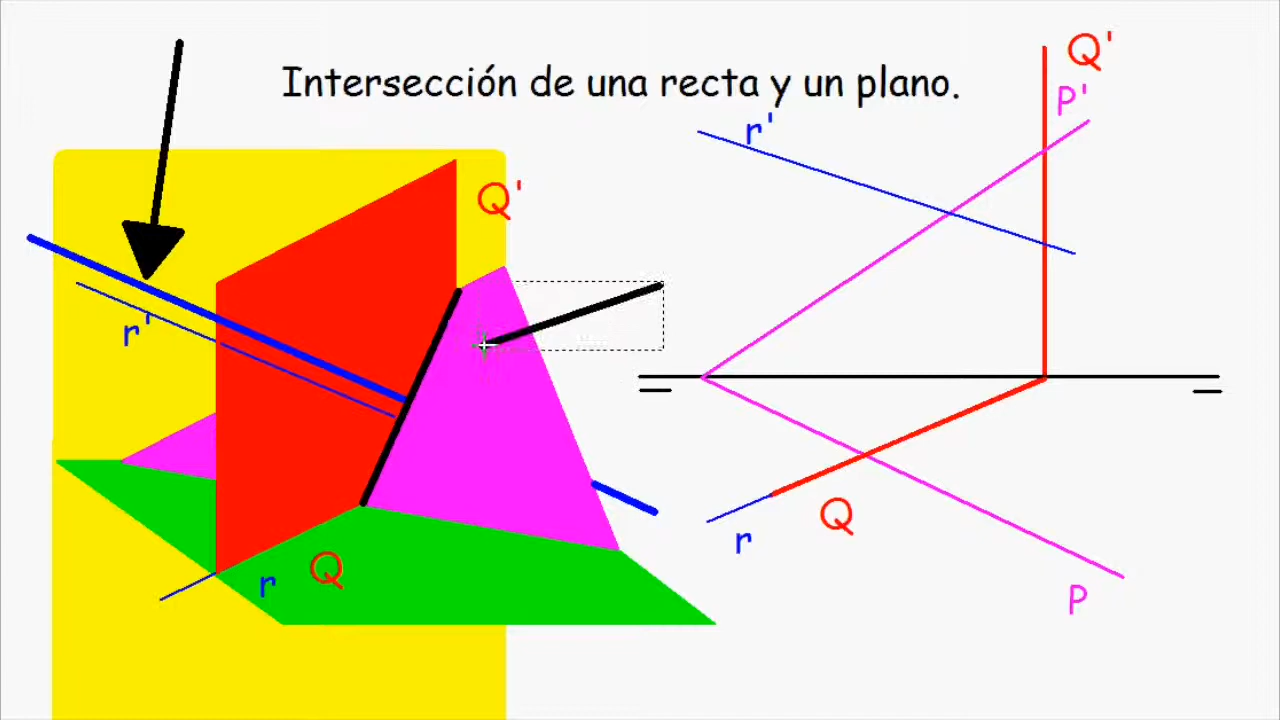 Intersección de una recta y un plano.
Q'
r'
r
Q
Q'
P'
r'
Q
r
P